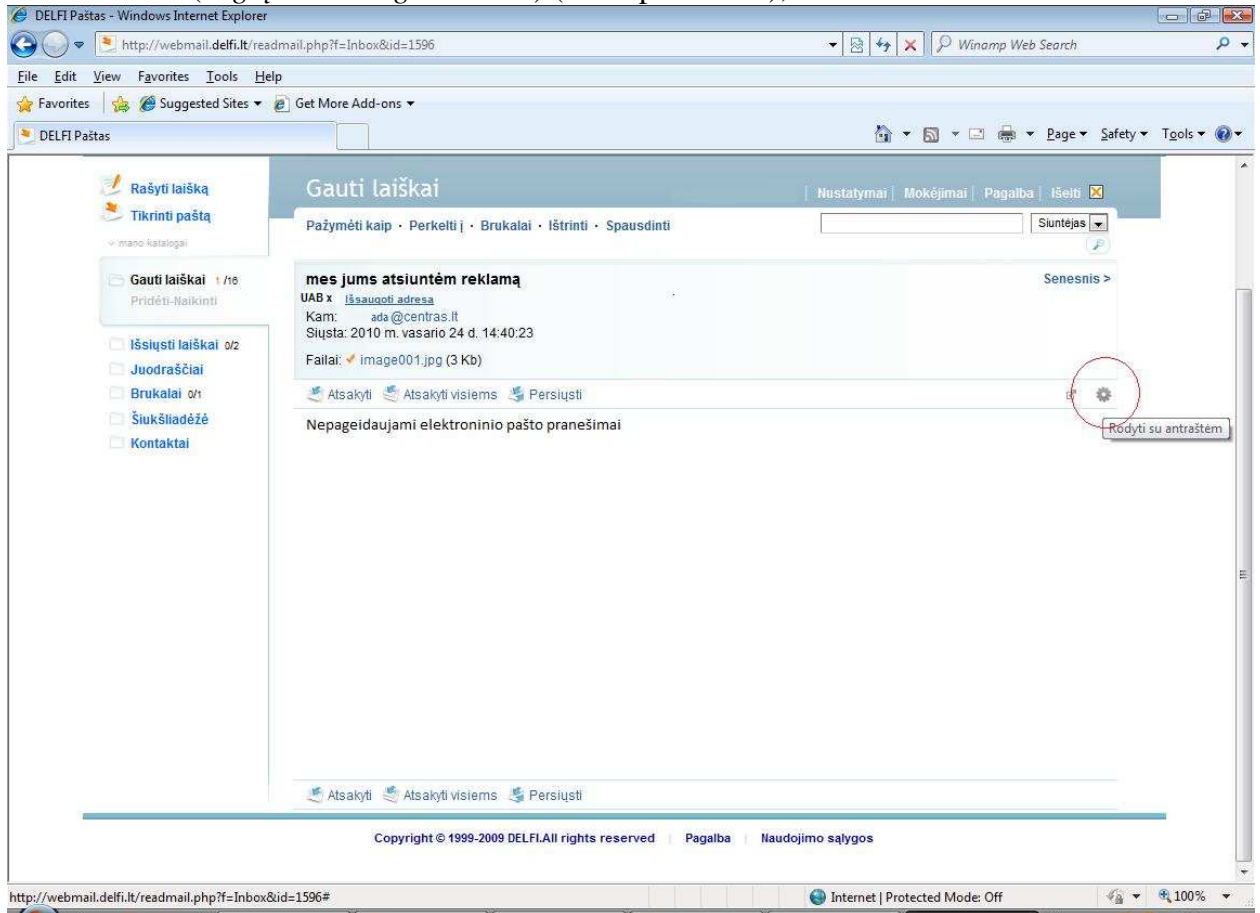 DELFI Paštas - Windows Internet Explorer
http://webmail.delfi.lt/readmail.php?f=Inbox&id=1596
Winamp Web Search
File Edit View Favorites Tools Help
Favorites Suggested Sites Get More Add-ons
DELFI Paštas
Page Safety Tools
Rašyti laišką
Tikrinti paštą
mano katalogai
Gauti laiškai 1 /16
Pridėti-Naikinti
Išsiųsti laiškai 0/2
Juodraščiai
Brukalai 0/1
Šiukšliadėžė
Kontaktai
Gauti laiškai
Nustatymai | Mokėjimai | Pagalba | Išeiti
Pažymėti kaip · Perkelti į · Brukalai · Ištrinti · Spausdinti
Siuntėjas
mes jums atsiuntėm reklamą
Senesnis >
UAB x Išsaugoti adresą
Kam: ada @centras.lt
Siųsta: 2010 m. vasario 24 d. 14:40:23
Failai: image001.jpg (3 Kb)
Atsakyti Atsakyti visiems Persiųsti
Rodyti su antraštėm
Nepageidaujami elektroninio pašto pranešimai
Atsakyti Atsakyti visiems Persiųsti
Copyright © 1999-2009 DELFI.All rights reserved | Pagalba | Naudojimo sąlygos
http://webmail.delfi.lt/readmail.php?f=Inbox&id=1596#
Internet | Protected Mode: Off
100%